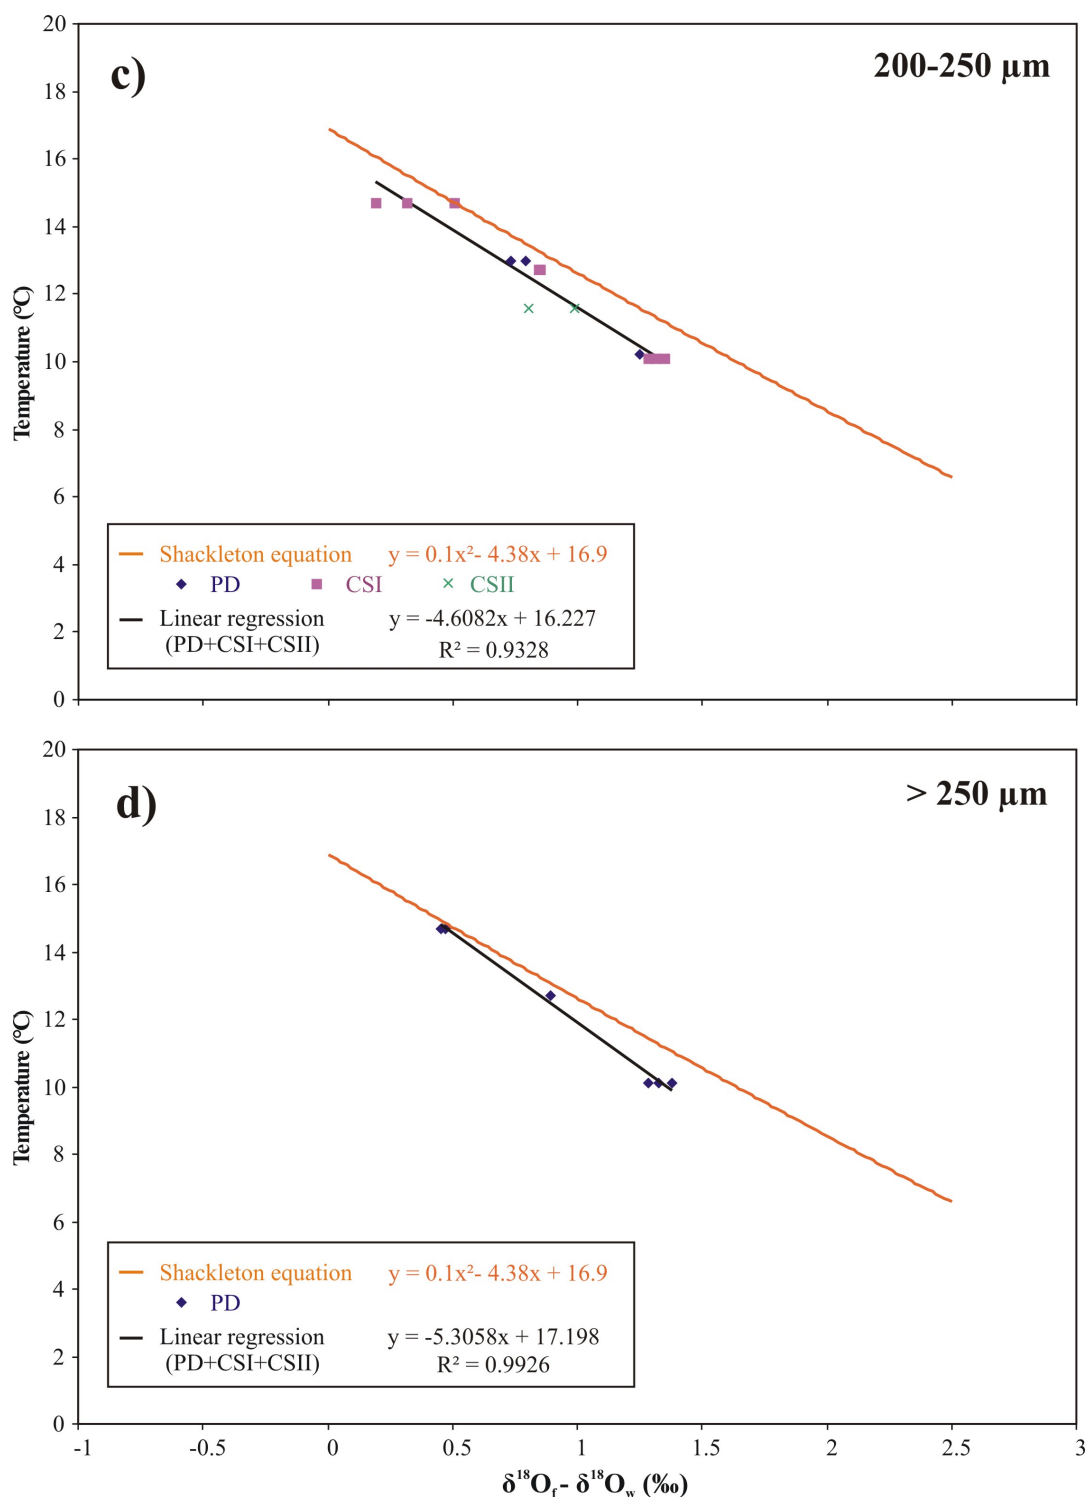 c)
200-250 µm
20
18
16
14
12
10
8
6
4
2
0
Temperature (°C)
Shackleton equation y = 0.1x²- 4.38x + 16.9
PD CSI CSII
Linear regression y = -4.6082x + 16.227
(PD+CSI+CSII) R² = 0.9328
d)
> 250 µm
20
18
16
14
12
10
8
6
4
2
0
Temperature (°C)
Shackleton equation y = 0.1x²- 4.38x + 16.9
PD
Linear regression y = -5.3058x + 17.198
(PD+CSI+CSII) R² = 0.9926
-1 -0.5 0 0.5 1 1.5 2 2.5 3
δ¹⁸O_f - δ¹⁸O_w (‰)